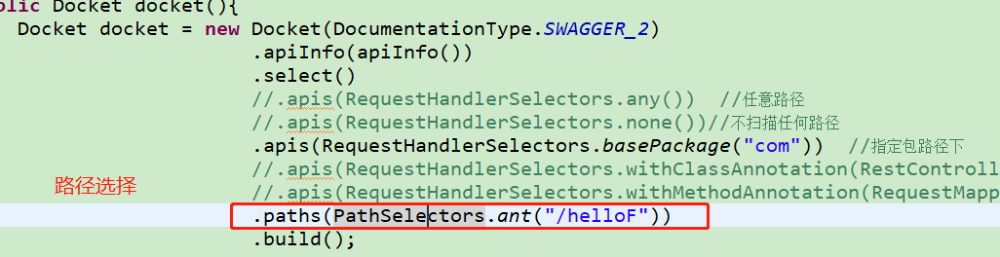 olic Docket docket(){
Docket docket = new Docket(DocumentationType.SWAGGER_2)
.apiInfo(apiInfo())
.select()
//.apis(RequestHandlerSelectors.any())  //任意路径
//.apis(RequestHandlerSelectors.none())//不扫描任何路径
.apis(RequestHandlerSelectors.basePackage("com"))  //指定包路径下
//.apis(RequestHandlerSelectors.withClassAnnotation(RestControll
路径选择
//.apis(RequestHandlerSelectors.withMethodAnnotation(RequestMapp
.paths(PathSelectors.ant("/helloF"))
.build();